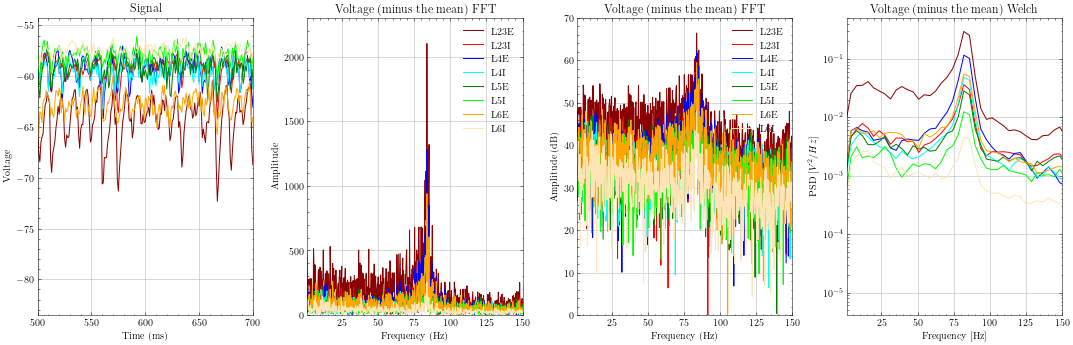 Signal
−55
−60
−65
−70
−75
−80
Voltage
500
550
600
650
700
Time (ms)
Voltage (minus the mean) FFT
2300
1500
1000
500
0
Amplitude
25
50
75
100
125
150
Frequency (Hz)
L23E
L23I
L4E
L4I
L5E
L5I
L6E
L6I
Voltage (minus the mean) FFT
70
60
50
40
30
20
10
0
Amplitude (dB)
25
50
75
100
125
150
Frequency (Hz)
L23E
L23I
L4E
L4I
L5E
L5I
L6E
Voltage (minus the mean) Welch
10⁻¹
10⁻²
10⁻³
10⁻⁴
10⁻⁵
PSD [V²/Hz]
25
50
75
100
125
150
Frequency [Hz]